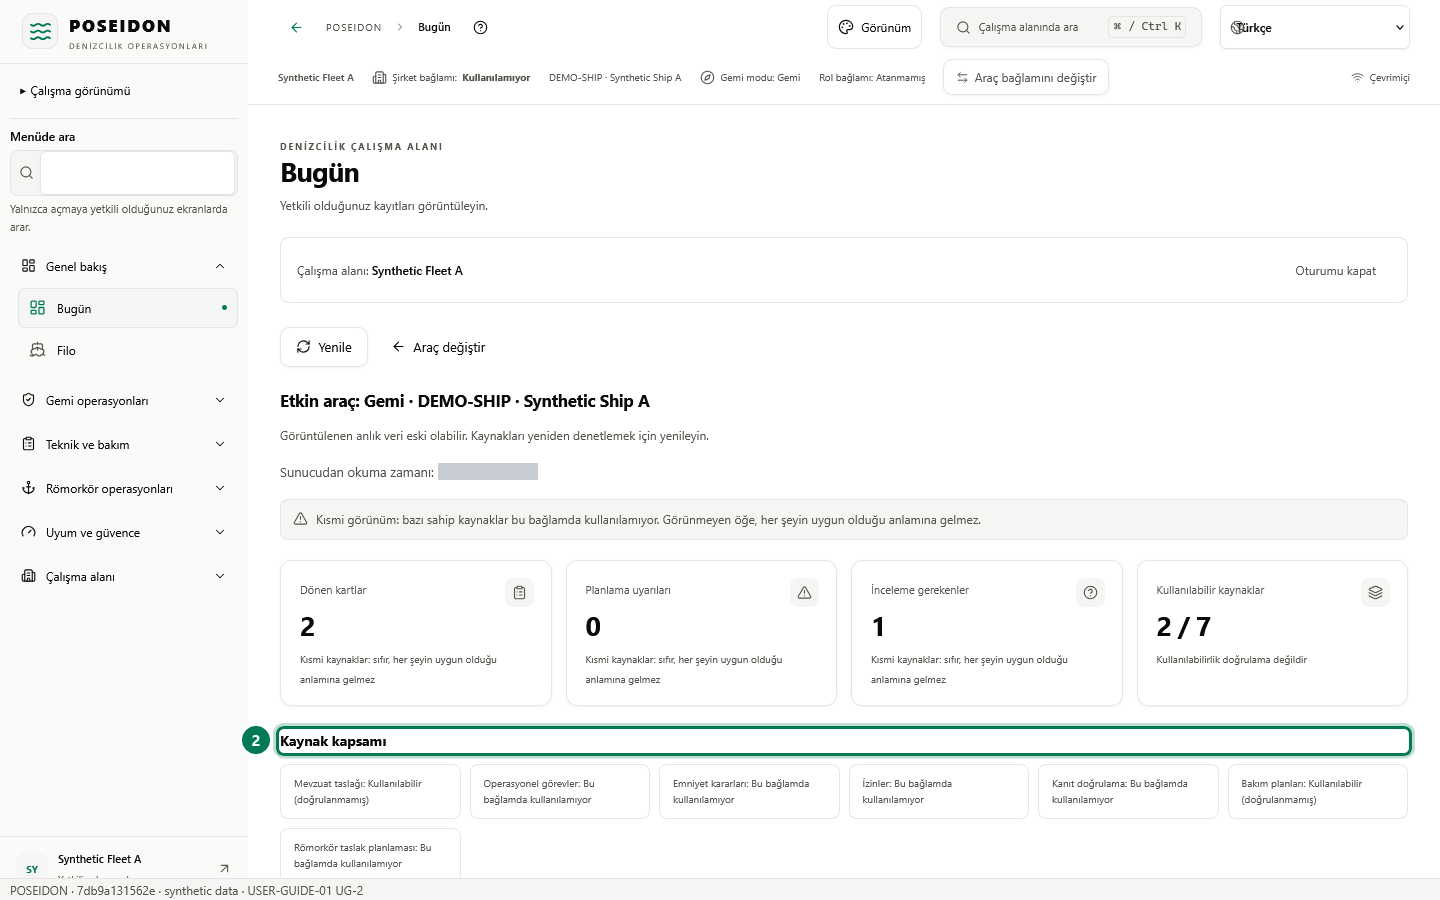 POSEIDON
DENİZCİLİK OPERASYONLARI
Çalışma görünümü
Menüde ara
Yalnızca açmaya yetkili olduğunuz ekranlarda
arar.
Genel bakış
Bugün
Filo
Gemi operasyonları
Teknik ve bakım
Römorkör operasyonları
Uyum ve güvence
Çalışma alanı
SY
Synthetic Fleet A
POSEIDON
Bugün
Görünüm
Çalışma alanında ara
⌘ / Ctrl K
Türkçe
Synthetic Fleet A
Şirket bağlamı: Kullanılamıyor
DEMO-SHIP · Synthetic Ship A
Gemi modu: Gemi
Rol bağlamı: Atanmamış
Araç bağlamını değiştir
Çevrimiçi
DENİZCİLİK ÇALIŞMA ALANI
Bugün
Yetkili olduğunuz kayıtları görüntüleyin.
Çalışma alanı: Synthetic Fleet A
Oturumu kapat
Yenile
Araç değiştir
Etkin araç: Gemi · DEMO-SHIP · Synthetic Ship A
Görüntülenen anlık veri eski olabilir. Kaynakları yeniden denetlemek için yenileyin.
Sunucudan okuma zamanı:
Kısmi görünüm: bazı sahip kaynaklar bu bağlamda kullanılamıyor. Görünmeyen öğe, her şeyin uygun olduğu anlamına gelmez.
Dönen kartlar
2
Kısmi kaynaklar: sıfır, her şeyin uygun olduğu
anlamına gelmez
Planlama uyarıları
0
Kısmi kaynaklar: sıfır, her şeyin uygun olduğu
anlamına gelmez
İnceleme gerekenler
1
Kısmi kaynaklar: sıfır, her şeyin uygun olduğu
anlamına gelmez
Kullanılabilir kaynaklar
2 / 7
Kullanılabilirlik doğrulama değildir
2
Kaynak kapsamı
Mevzuat taslağı: Kullanılabilir
(doğrulanmamış)
Operasyonel görevler: Bu
bağlamda kullanılamıyor
Emniyet kararları: Bu bağlamda
kullanılamıyor
İzinler: Bu bağlamda
kullanılamıyor
Kanıt doğrulama: Bu bağlamda
kullanılamıyor
Bakım planları: Kullanılabilir
(doğrulanmamış)
Römorkör taslak planlaması: Bu
bağlamda kullanılamıyor
POSEIDON · 7db9a131562e · synthetic data · USER-GUIDE-01 UG-2